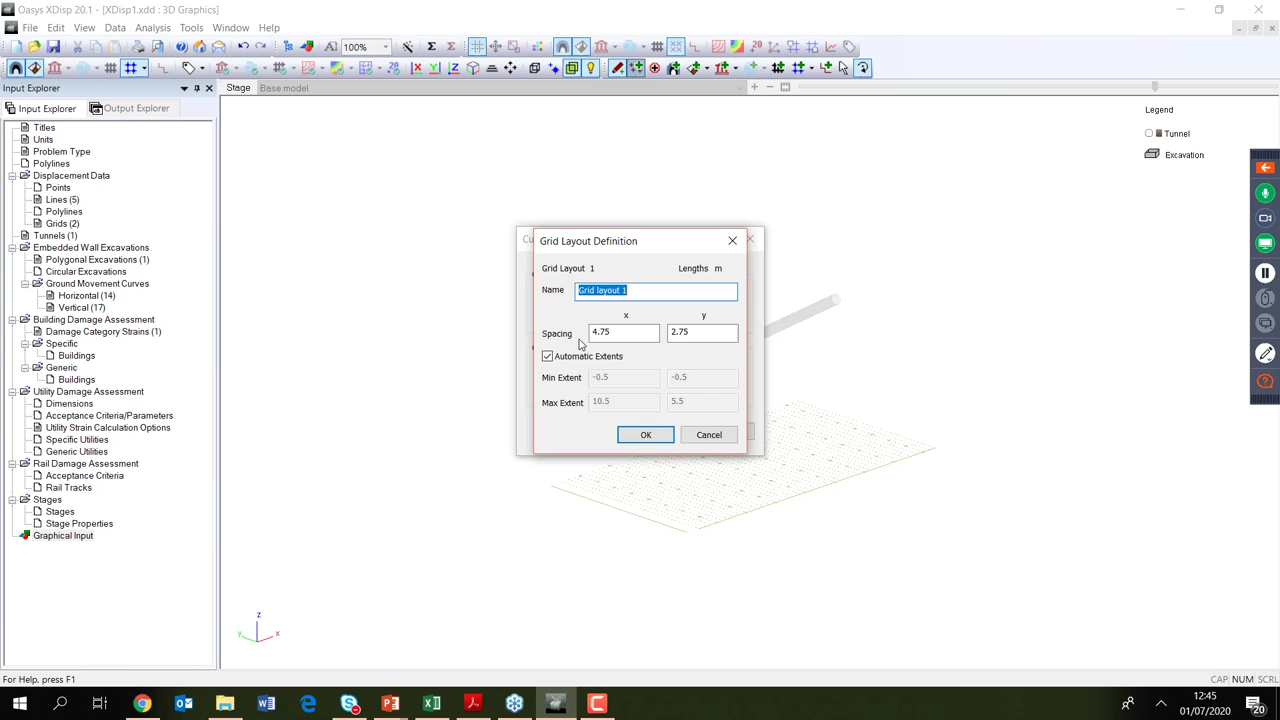 Oasys XDisp 20.1 - [XDisp1.xdd : 3D Graphics]
File Edit View Data Analysis Tools Window Help
100%
Input Explorer
Stage Base model
Input Explorer Output Explorer
Legend
Tunnel
Excavation
Titles
Units
Problem Type
Polylines
Displacement Data
Points
Lines (5)
Polylines
Grids (2)
Tunnels (1)
Embedded Wall Excavations
Polygonal Excavations (1)
Circular Excavations
Ground Movement Curves
Horizontal (14)
Vertical (17)
Building Damage Assessment
Damage Category Strains (1)
Specific
Buildings
Generic
Buildings
Utility Damage Assessment
Dimensions
Acceptance Criteria/Parameters
Utility Strain Calculation Options
Specific Utilities
Generic Utilities
Rail Damage Assessment
Acceptance Criteria
Rail Tracks
Stages
Stages
Stage Properties
Graphical Input
Cu
Grid Layout Definition
Grid Layout 1 Lengths m
Name Grid layout 1
x y
Spacing 4.75 2.75
Automatic Extents
Min Extent -0.5 -0.5
Max Extent 10.5 5.5
OK Cancel
z
y x
For Help, press F1
CAP NUM SCRL
12:45
01/07/2020
20